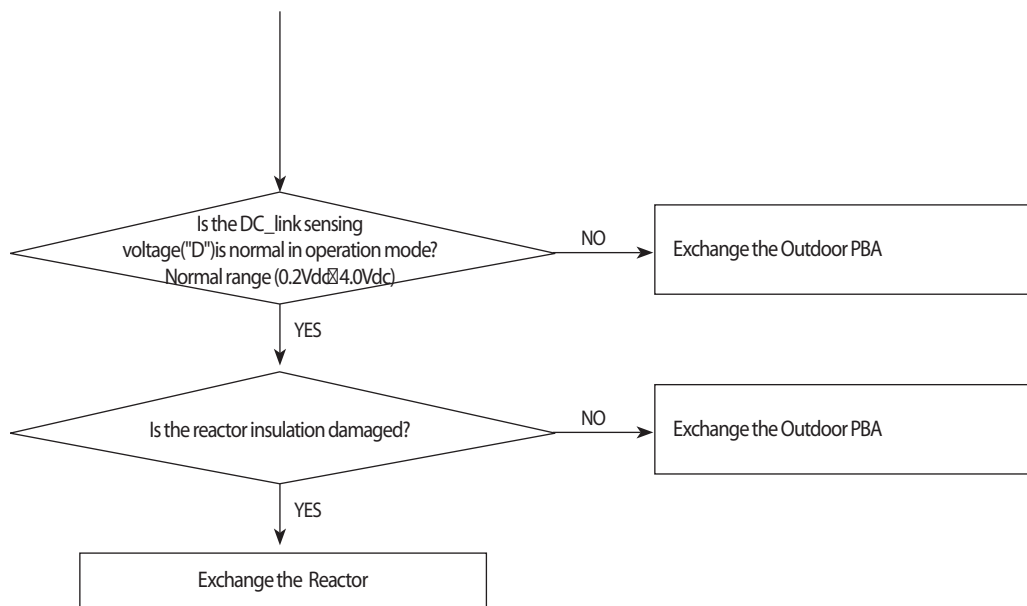 Is the DC_link sensing
voltage("D")is normal in operation mode?
Normal range (0.2Vdc 4.0Vdc)
NO
Exchange the Outdoor PBA
YES
Is the reactor insulation damaged?
NO
Exchange the Outdoor PBA
YES
Exchange the Reactor